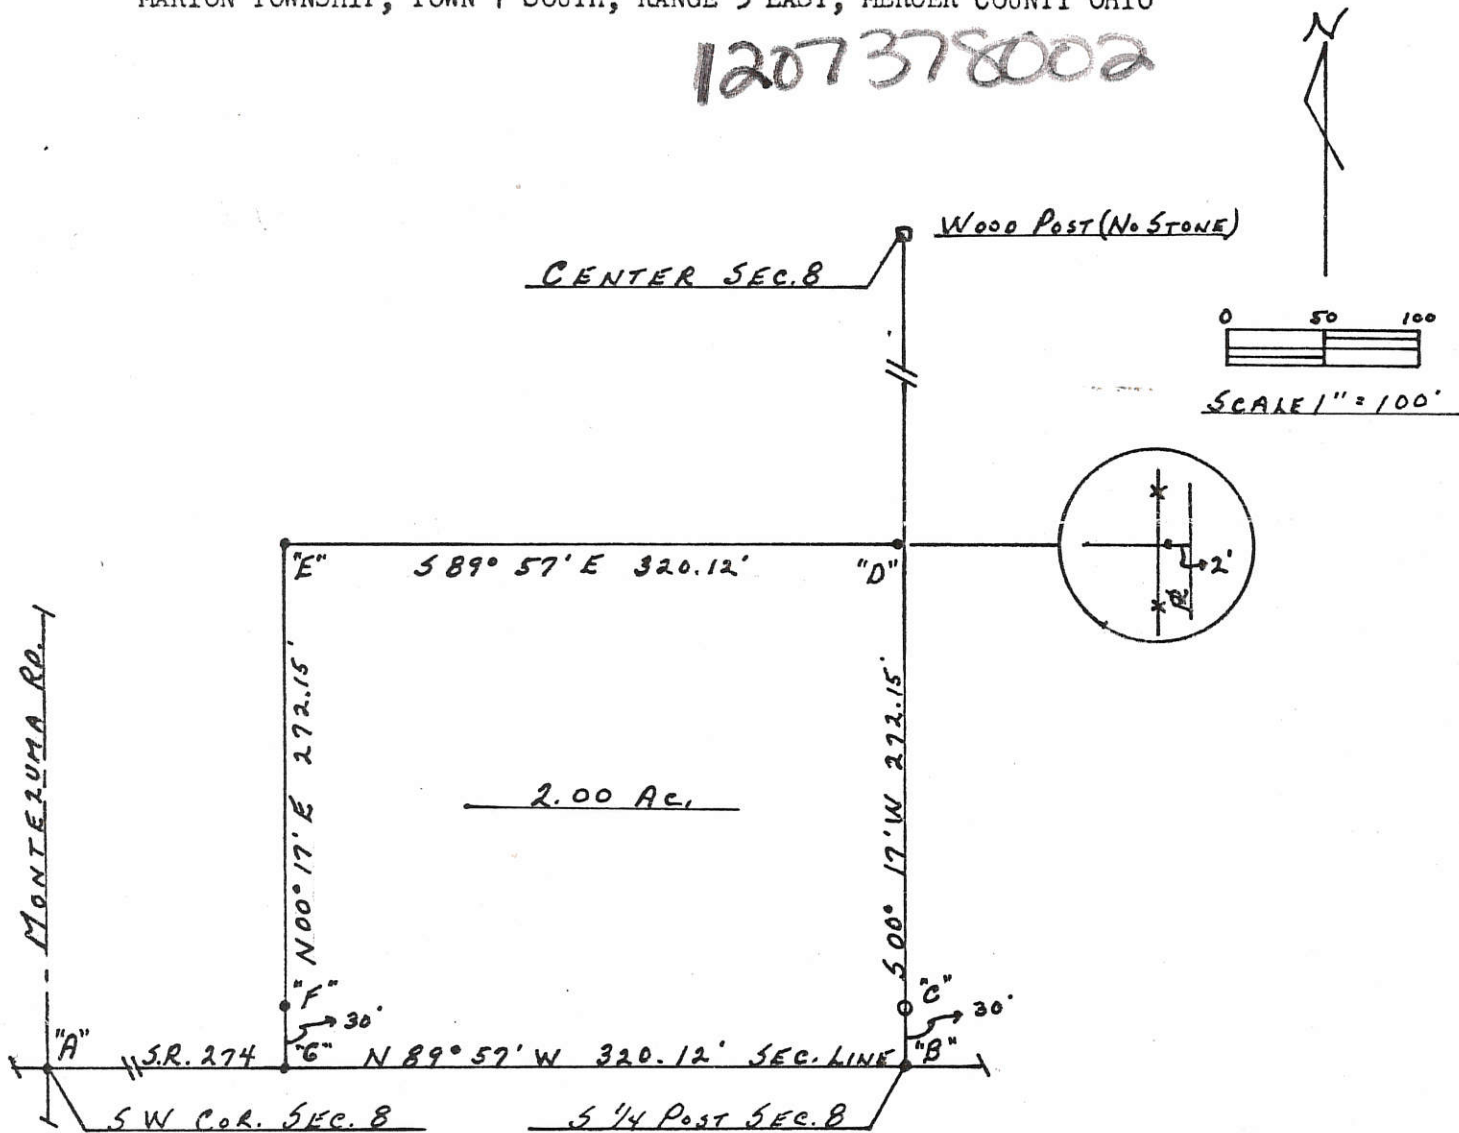 MARION TOWNSHIP, TOWN 7 SOUTH, RANGE 3 EAST, MERCER COUNTY OHIO
1207378002
N
WOOD POST (NO STONE)
CENTER SEC. 8
0 50 100
SCALE 1" = 100'
"E" S 89° 57' E 320.12' "D"
2'
MONTEZUMA RD.
N 00° 17' E 272.15'
2.00 AC.
S 00° 17' W 272.15'
"F" 30'
"C" 30'
"A" S.R. 274 "G" N 89° 57' W 320.12' SEC. LINE "B"
S W COR. SEC. 8
S 1/4 POST SEC. 8